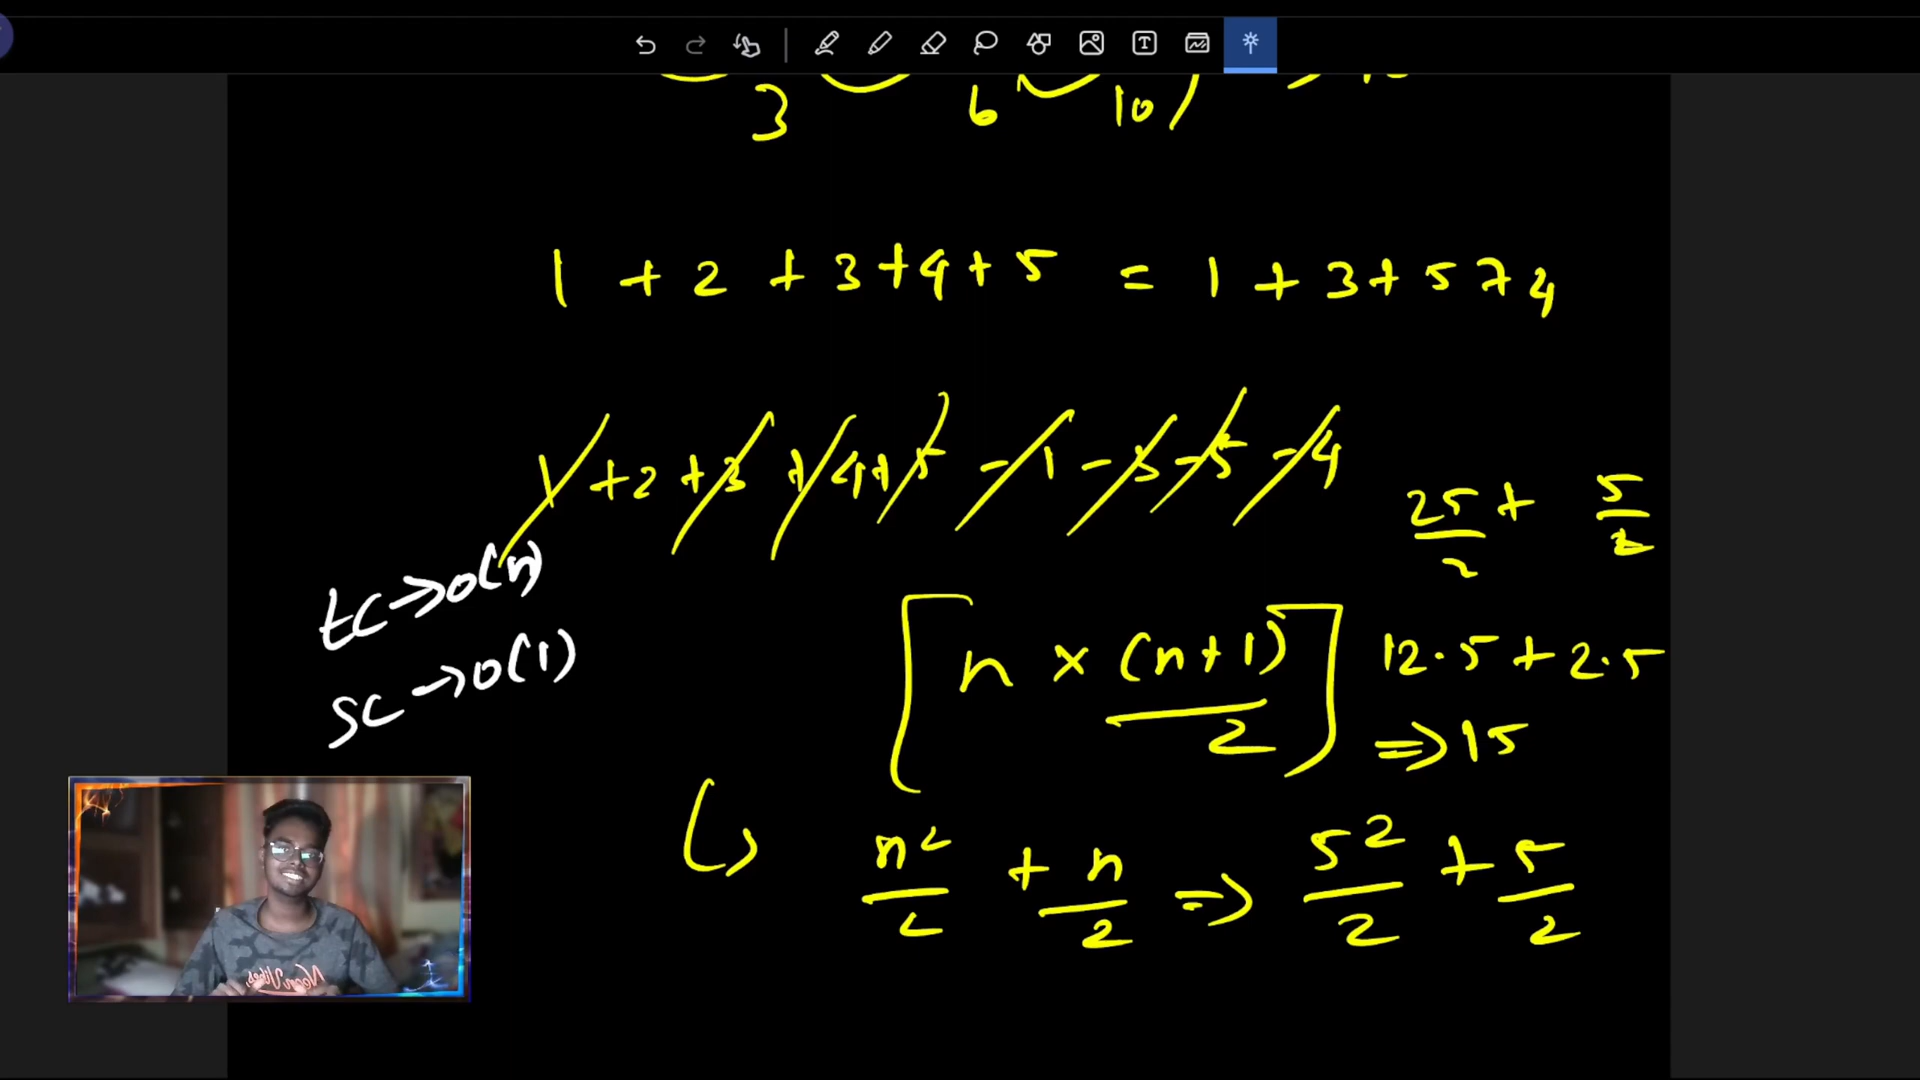 3 6 10
1 + 2 + 3 + 4 + 5 = 1 + 3 + 5 + 4
1 + 2 + 3 + 4 + 5 - 1 - 3 - 5 - 4
25/2 + 5/2
TC → O(n)
SC → O(1)
[n × (n+1)/2]
12.5 + 2.5
⇒ 15
n²/2 + n/2 ⇒ 5²/2 + 5/2